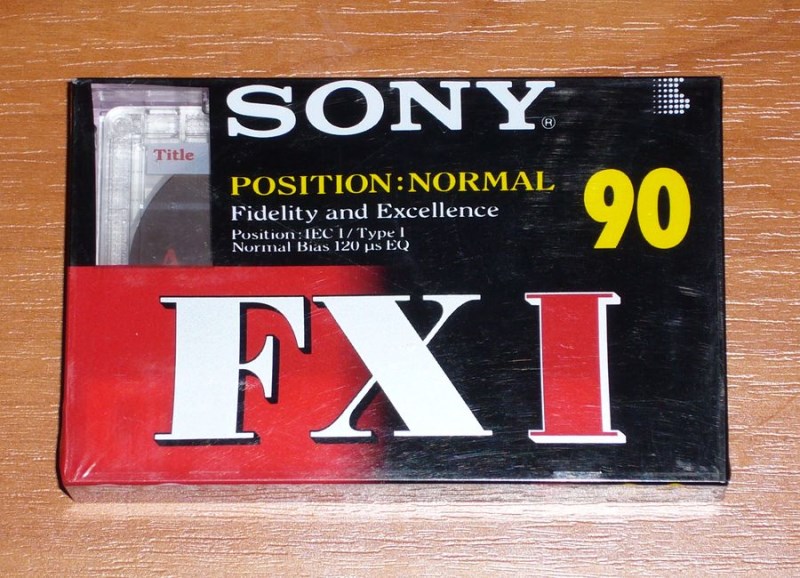 SONY®
Title
POSITION:NORMAL
90
Fidelity and Excellence
Position:IEC I/Type I
Normal Bias 120 µs EQ
A
FX I